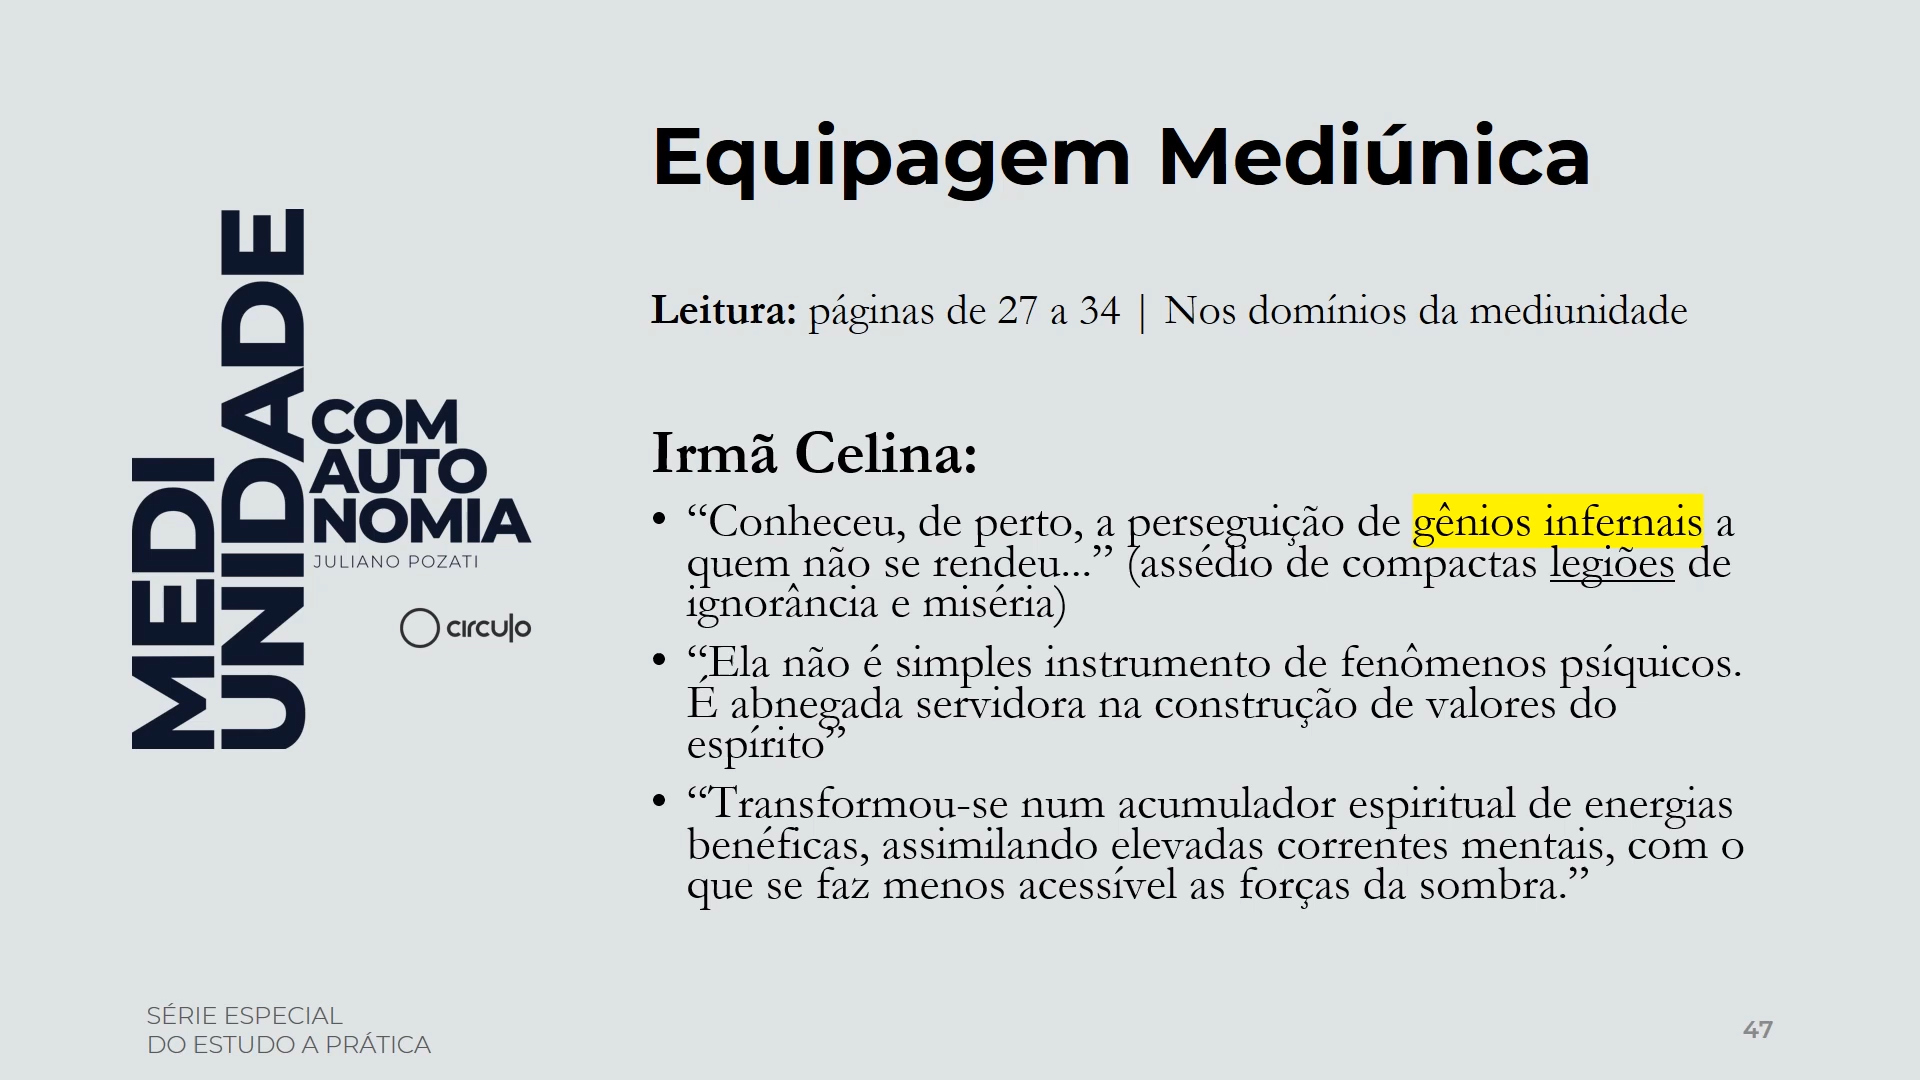 Equipagem Mediúnica
Leitura: páginas de 27 a 34 | Nos domínios da mediunidade
MEDI
UNIDADE
COM
AUTO
NOMIA
JULIANO POZATI
circulo
Irmã Celina:
• “Conheceu, de perto, a perseguição de gênios infernais a
quem não se rendeu...” (assédio de compactas legiões de
ignorância e miséria)
• “Ela não é simples instrumento de fenômenos psíquicos.
É abnegada servidora na construção de valores do
espírito”
• “Transformou-se num acumulador espiritual de energias
benéficas, assimilando elevadas correntes mentais, com o
que se faz menos acessível as forças da sombra.”
SÉRIE ESPECIAL
DO ESTUDO A PRÁTICA
47